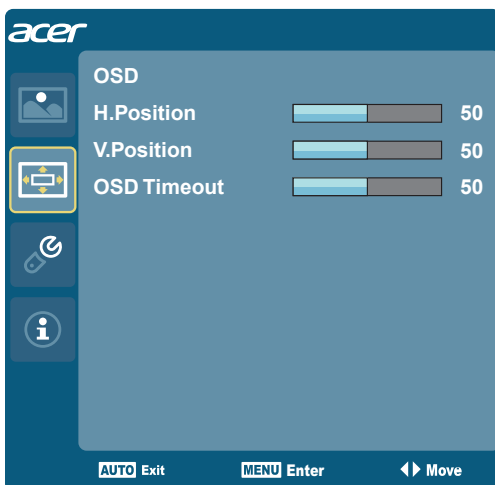 acer
OSD
H.Position 50
V.Position 50
OSD Timeout 50
AUTO Exit MENU Enter Move